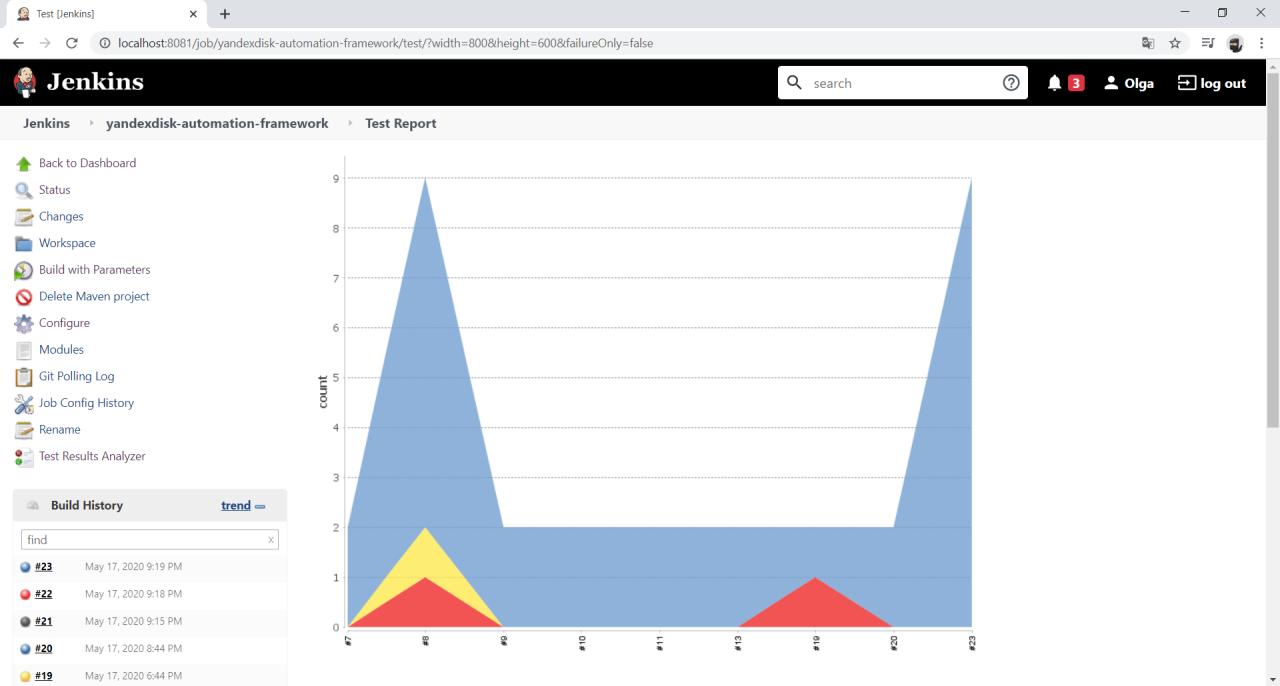 Test [Jenkins]
localhost:8081/job/yandexdisk-automation-framework/test/?width=800&height=600&failureOnly=false
Jenkins
search
3
Olga
log out
Jenkins
yandexdisk-automation-framework
Test Report
Back to Dashboard
Status
Changes
Workspace
Build with Parameters
Delete Maven project
Configure
Modules
Git Polling Log
Job Config History
Rename
Test Results Analyzer
Build History trend
find x
#23 May 17, 2020 9:19 PM
#22 May 17, 2020 9:18 PM
#21 May 17, 2020 9:15 PM
#20 May 17, 2020 8:44 PM
#19 May 17, 2020 6:44 PM
count
9
8
7
6
5
4
3
2
1
0
#7 #8 #9 #10 #11 #13 #19 #20 #23